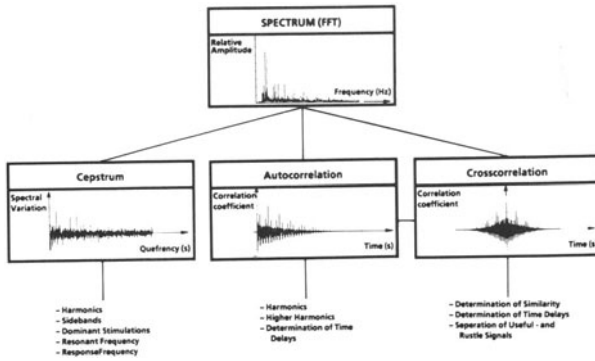 SPECTRUM (FFT)
Relative
Amplitude
Frequency (Hz)
Cepstrum
Spectral
Variation
Quefrency (s)
Autocorrelation
Correlation
coefficient
Time (s)
Crosscorrelation
Correlation
coefficient
Time (s)
– Harmonics
– Sidebands
– Dominant Stimulations
– Resonant Frequency
– ResponseFrequency
– Harmonics
– Higher Harmonics
– Determination of Time
Delays
– Determination of Similarity
– Determination of Time Delays
– Seperation of Useful - and
Rustle Signals